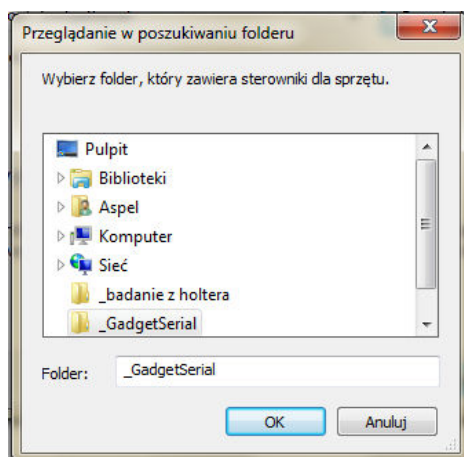 Przeglądanie w poszukiwaniu folderu
Wybierz folder, który zawiera sterowniki dla sprzętu.
Pulpit
Biblioteki
Aspel
Komputer
Sieć
_badanie z holtera
_GadgetSerial
Folder: _GadgetSerial
OK Anuluj